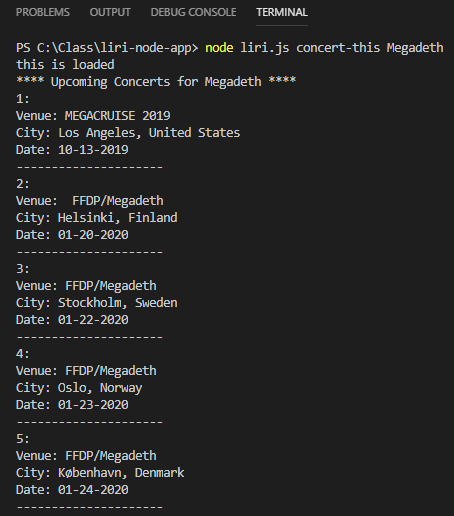 PROBLEMS OUTPUT DEBUG CONSOLE TERMINAL
PS C:\Class\liri-node-app> node liri.js concert-this Megadeth
this is loaded
**** Upcoming Concerts for Megadeth ****
1:
Venue: MEGACRUISE 2019
City: Los Angeles, United States
Date: 10-13-2019
---------------------
2:
Venue:  FFDP/Megadeth
City: Helsinki, Finland
Date: 01-20-2020
---------------------
3:
Venue: FFDP/Megadeth
City: Stockholm, Sweden
Date: 01-22-2020
---------------------
4:
Venue: FFDP/Megadeth
City: Oslo, Norway
Date: 01-23-2020
---------------------
5:
Venue: FFDP/Megadeth
City: København, Denmark
Date: 01-24-2020
---------------------